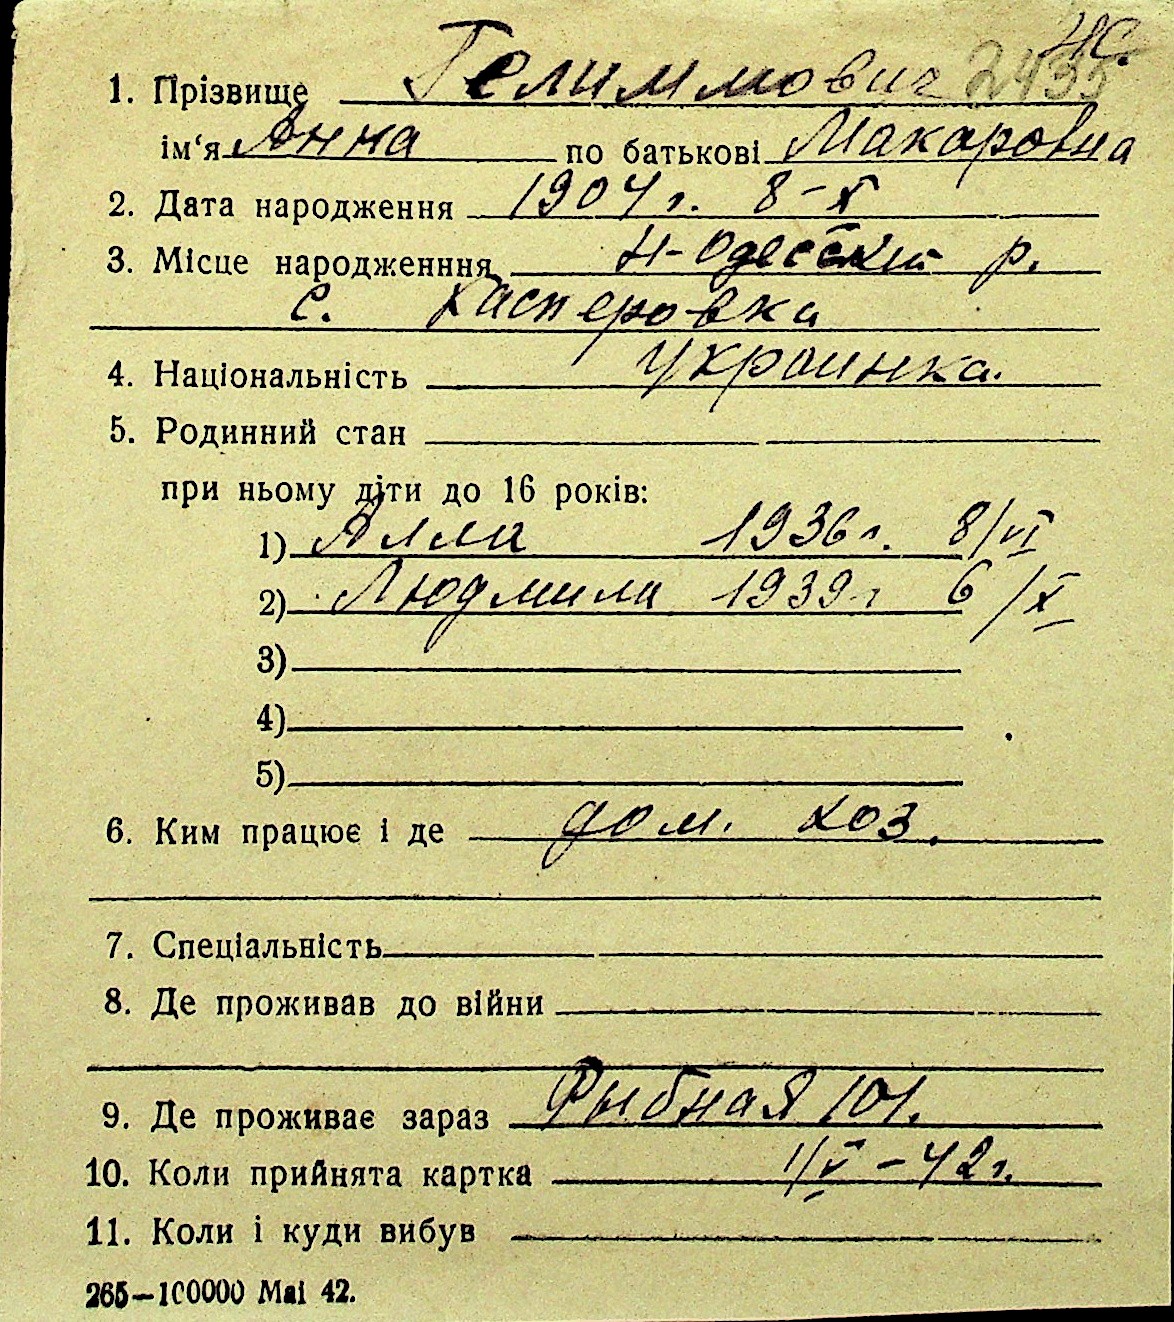 1. Прізвище Гелиммович 2435
ім‘я Анна по батькові Макаровна
2. Дата народження 1904 г. 8-X
3. Місце народженння Н-Одесский р.
с. Касперовка
4. Національність Украинка.
5. Родинний стан
при ньому діти до 16 років:
1) Алла 1936 г. 8/VI
2) Людмила 1939 г 6/X
3)
4)
5)
6. Ким працює і де дом. хоз.
7. Спеціальність
8. Де проживав до війни
9. Де проживає зараз Рыбная 101.
10. Коли прийнята картка 1/V-42 г.
11. Коли і куди вибув
265—100000 Маі 42.